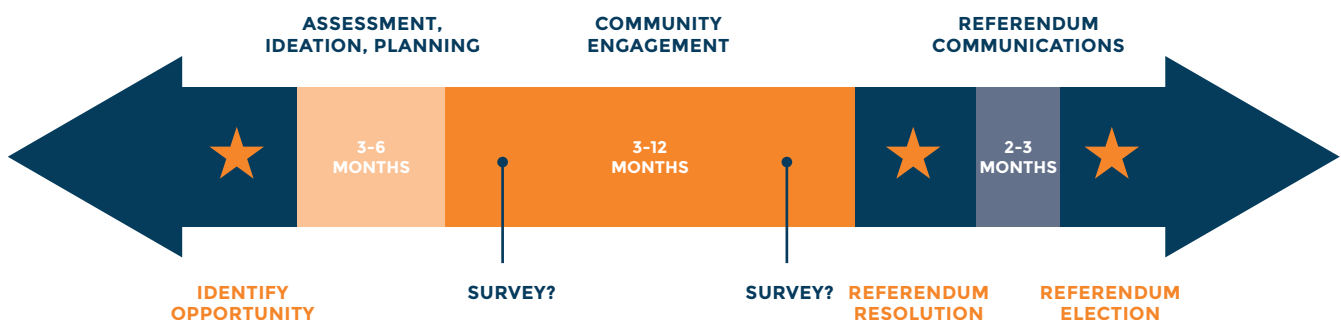 ASSESSMENT,
IDEATION, PLANNING
COMMUNITY
ENGAGEMENT
REFERENDUM
COMMUNICATIONS
3-6
MONTHS
3-12
MONTHS
2-3
MONTHS
IDENTIFY
OPPORTUNITY
SURVEY?
SURVEY?
REFERENDUM
RESOLUTION
REFERENDUM
ELECTION